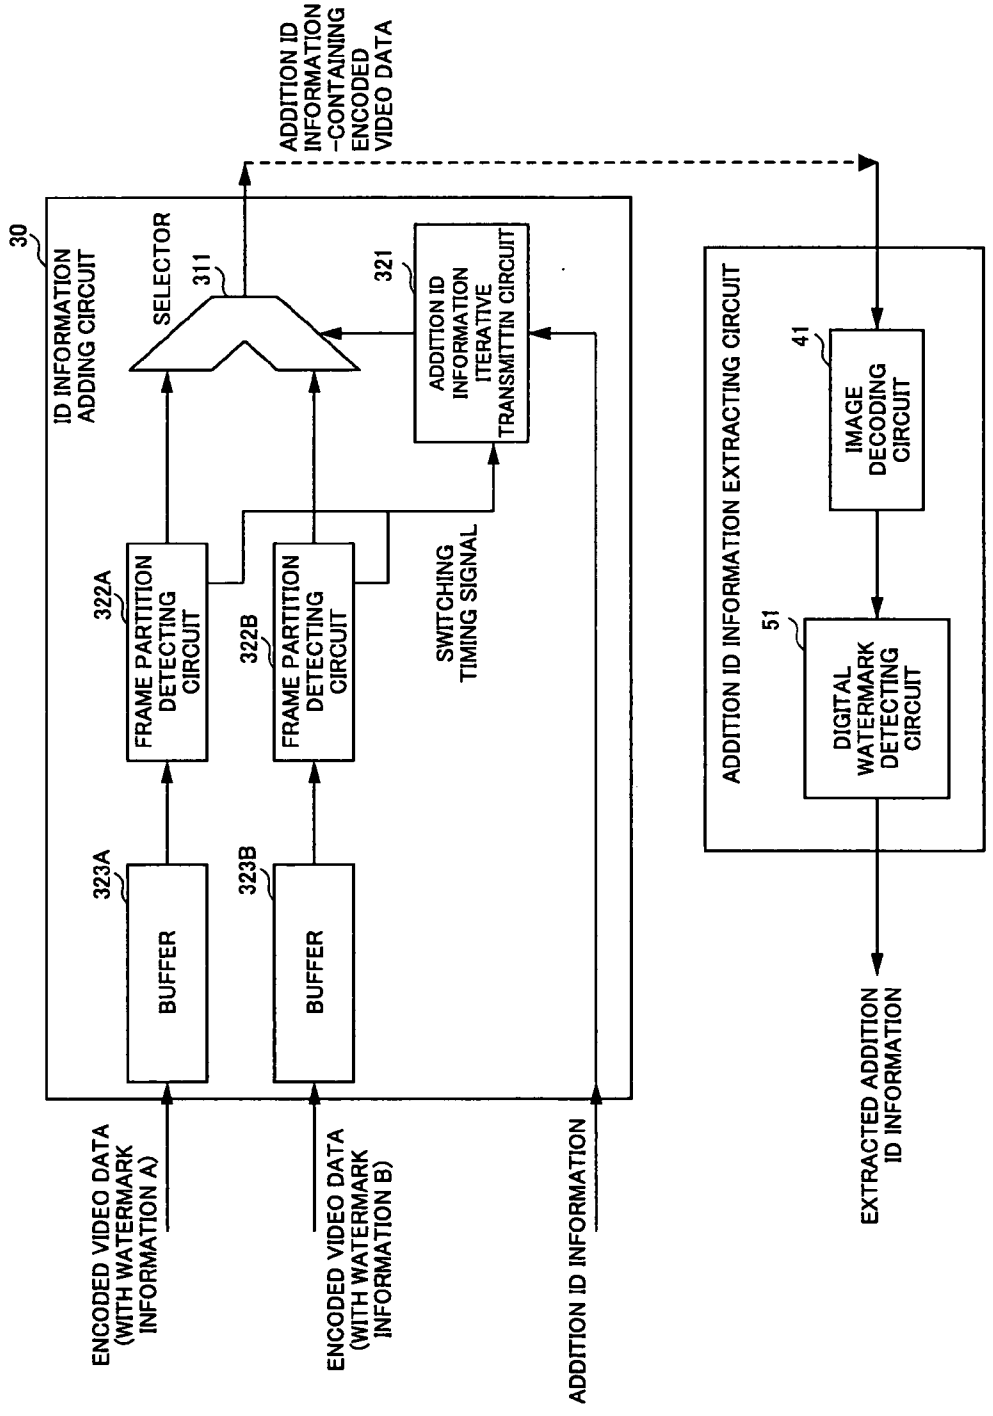 30
ID INFORMATION
ADDING CIRCUIT
ENCODED VIDEO DATA
(WITH WATERMARK
INFORMATION A)
323A
BUFFER
322A
FRAME PARTITION
DETECTING
CIRCUIT
SELECTOR
311
ADDITION ID
INFORMATION
-CONTAINING
ENCODED
VIDEO DATA
ENCODED VIDEO DATA
(WITH WATERMARK
INFORMATION B)
323B
BUFFER
322B
FRAME PARTITION
DETECTING
CIRCUIT
SWITCHING
TIMING SIGNAL
321
ADDITION ID
INFORMATION
ITERATIVE
TRANSMITTIN CIRCUIT
ADDITION ID INFORMATION
ADDITION ID INFORMATION EXTRACTING CIRCUIT
41
IMAGE
DECODING
CIRCUIT
51
DIGITAL
WATERMARK
DETECTING
CIRCUIT
EXTRACTED ADDITION
ID INFORMATION